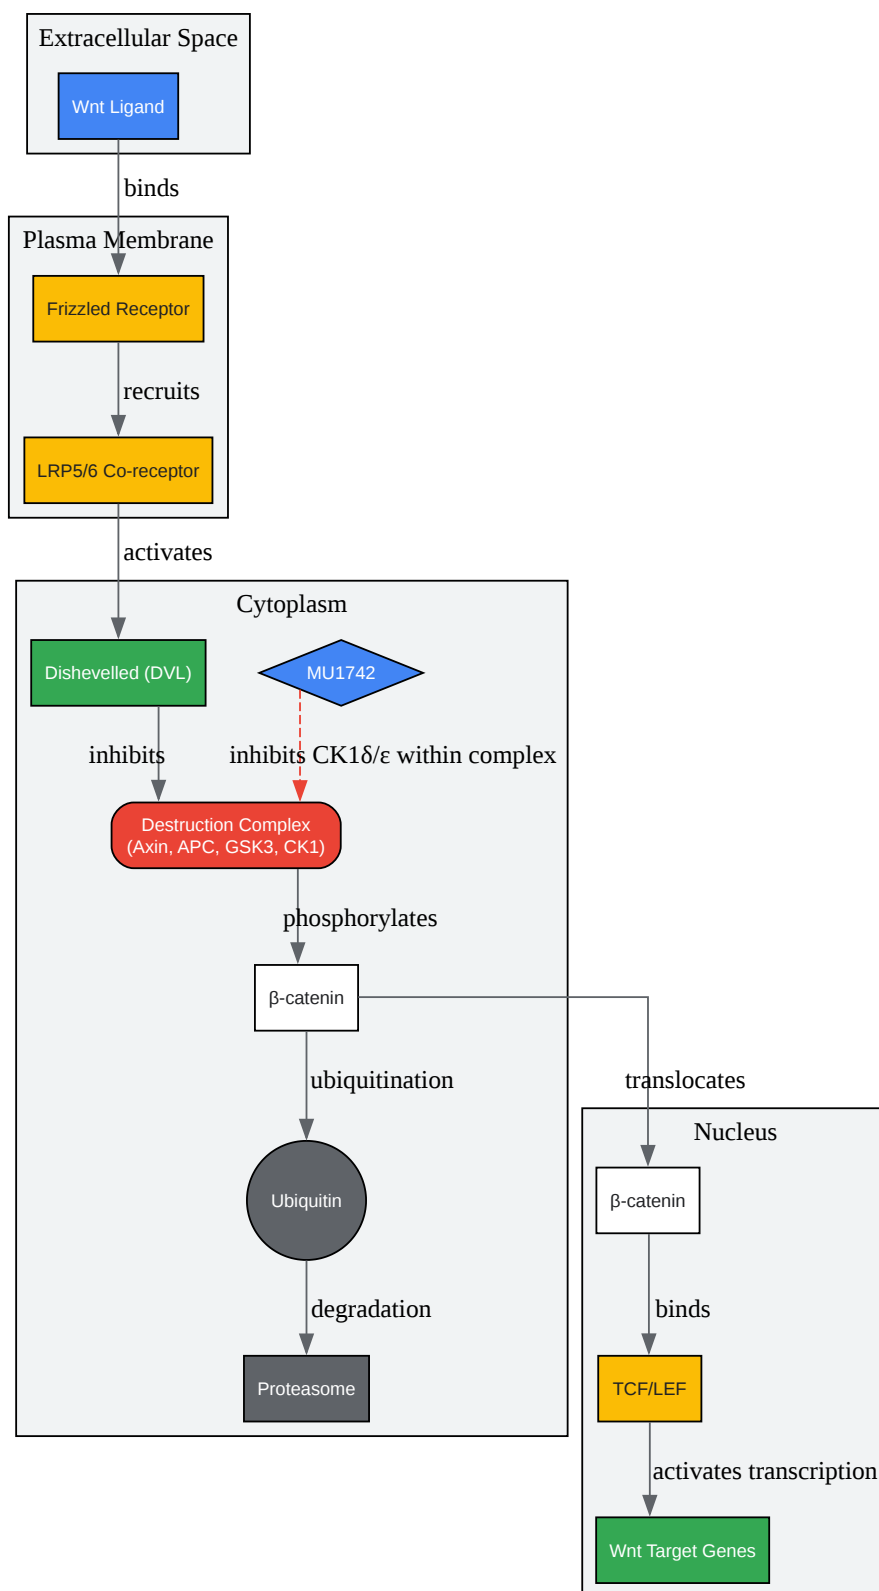 Extracellular Space
Wnt Ligand
binds
Plasma Membrane
Frizzled Receptor
recruits
LRP5/6 Co-receptor
activates
Cytoplasm
Dishevelled (DVL)
MU1742
inhibits
inhibits CK1δ/ε within complex
Destruction Complex
(Axin, APC, GSK3, CK1)
phosphorylates
β-catenin
ubiquitination
translocates
Nucleus
Ubiquitin
β-catenin
degradation
binds
Proteasome
TCF/LEF
activates transcription
Wnt Target Genes